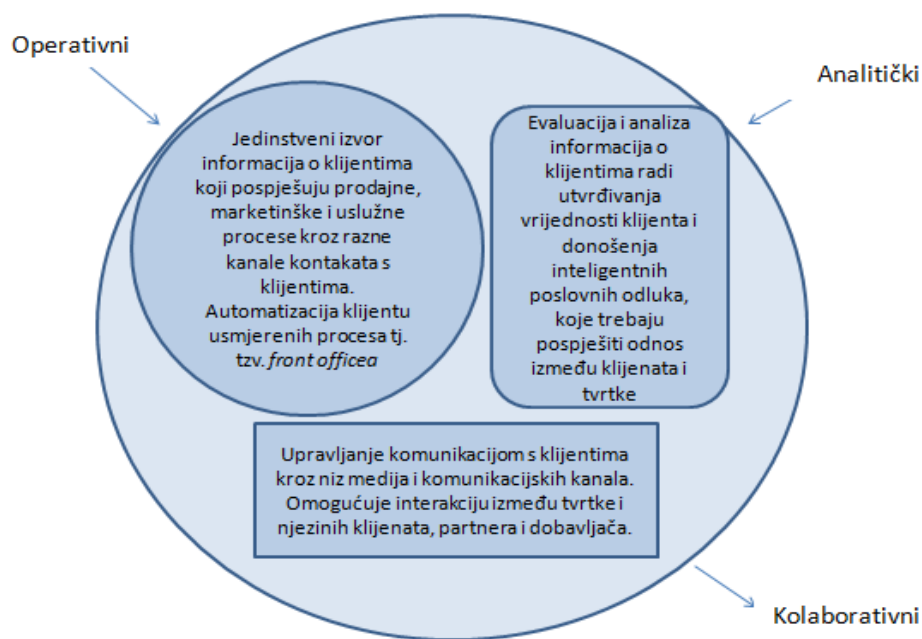 Operativni
Analitički
Jedinstveni izvor
informacija o klijentima
koji pospješuju prodajne,
marketinške i uslužne
procese kroz razne
kanale kontakata s
klijentima.
Automatizacija klijentu
usmjerenih procesa tj.
tzv. front officea
Evaluacija i analiza
informacija o
klijentima radi
utvrđivanja
vrijednosti klijenta i
donošenja
inteligentnih
poslovnih odluka,
koje trebaju
pospješiti odnos
između klijenata i
tvrtke
Upravljanje komunikacijom s klijentima
kroz niz medija i komunikacijskih kanala.
Omogućuje interakciju između tvrtke i
njezinih klijenata, partnera i dobavljača.
Kolaborativni